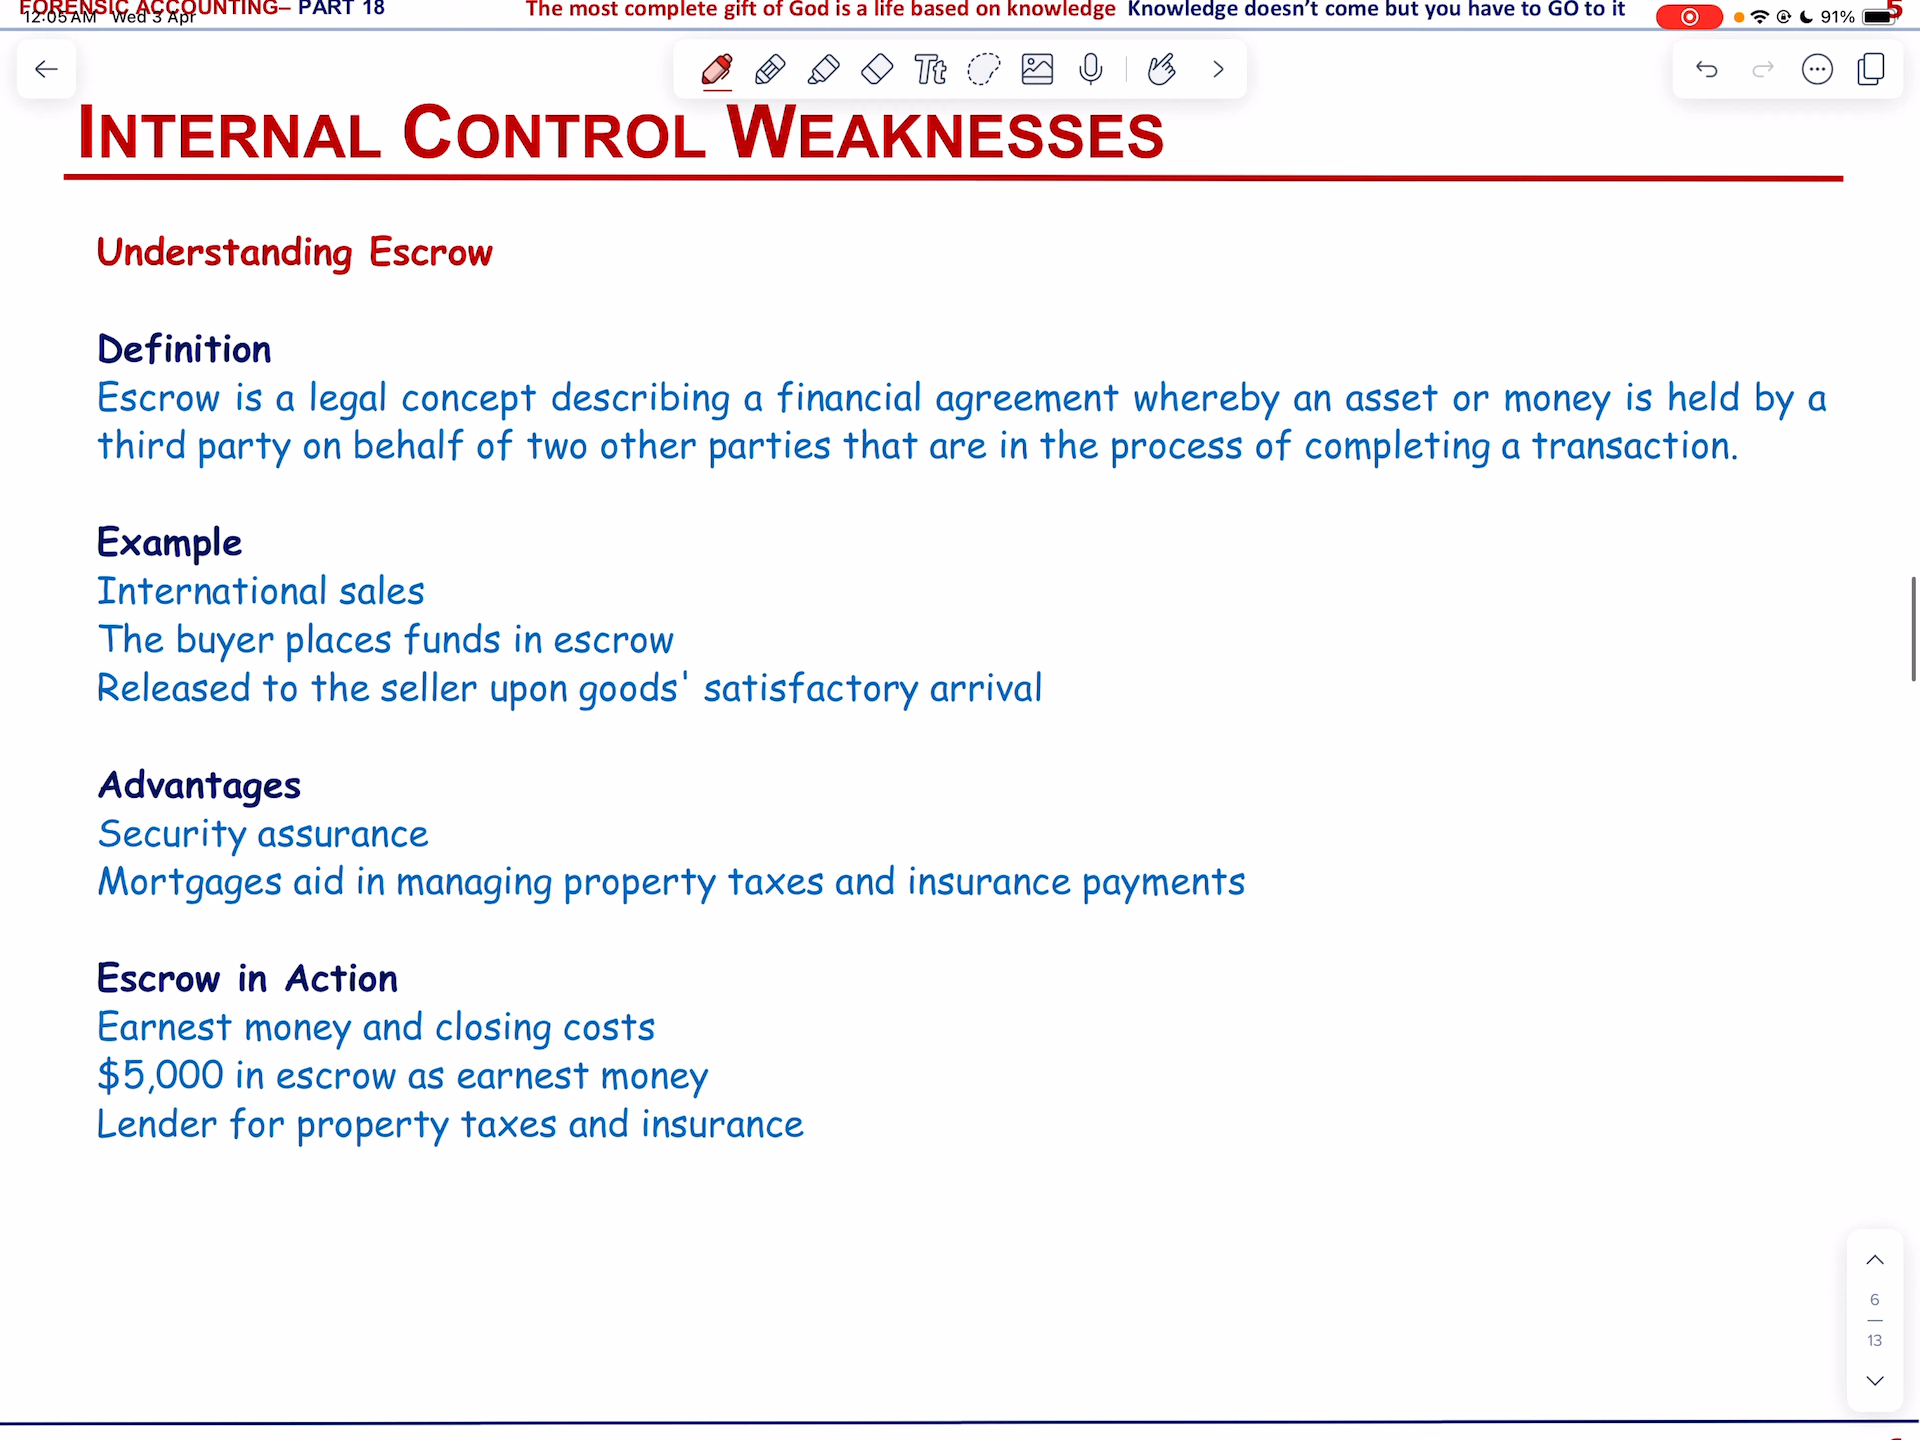 FORENSIC ACCOUNTING– PART 18 The most complete gift of God is a life based on knowledge Knowledge doesn't come but you have to GO to it 5
12:05 AM Wed 3 Apr 91%
Tt
INTERNAL CONTROL WEAKNESSES
Understanding Escrow
Definition
Escrow is a legal concept describing a financial agreement whereby an asset or money is held by a
third party on behalf of two other parties that are in the process of completing a transaction.
Example
International sales
The buyer places funds in escrow
Released to the seller upon goods' satisfactory arrival
Advantages
Security assurance
Mortgages aid in managing property taxes and insurance payments
Escrow in Action
Earnest money and closing costs
$5,000 in escrow as earnest money
Lender for property taxes and insurance
6
13